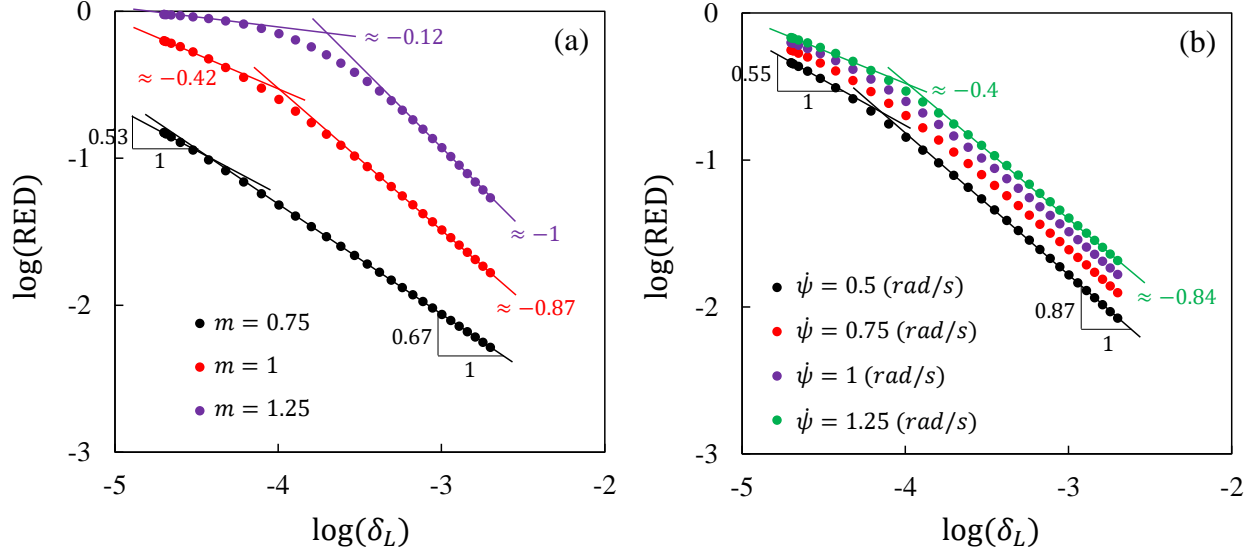 (a)
0
-1
-2
-3
log(RED)
-5
-4
-3
-2
log(δ_L)
≈ −0.12
≈ −0.42
0.53
1
≈ −1
≈ −0.87
0.67
1
m = 0.75
m = 1
m = 1.25
(b)
0
-1
-2
-3
log(RED)
-5
-4
-3
-2
log(δ_L)
0.55
1
≈ −0.4
≈ −0.84
0.87
1
ψ̇ = 0.5 (rad/s)
ψ̇ = 0.75 (rad/s)
ψ̇ = 1 (rad/s)
ψ̇ = 1.25 (rad/s)